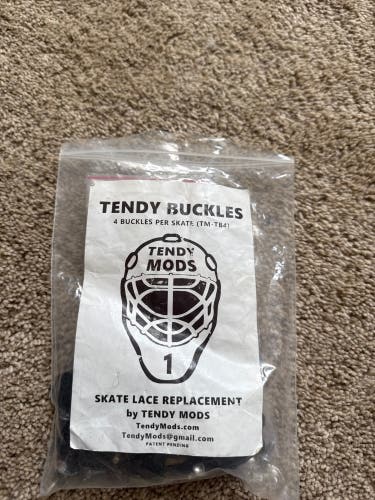 TENDY BUCKLES
4 BUCKLES PER SKATE (TM-TB4)
TENDY
MODS
1
SKATE LACE REPLACEMENT
by TENDY MODS
TendyMods.com
TendyMods@gmail.com
PATENT PENDING